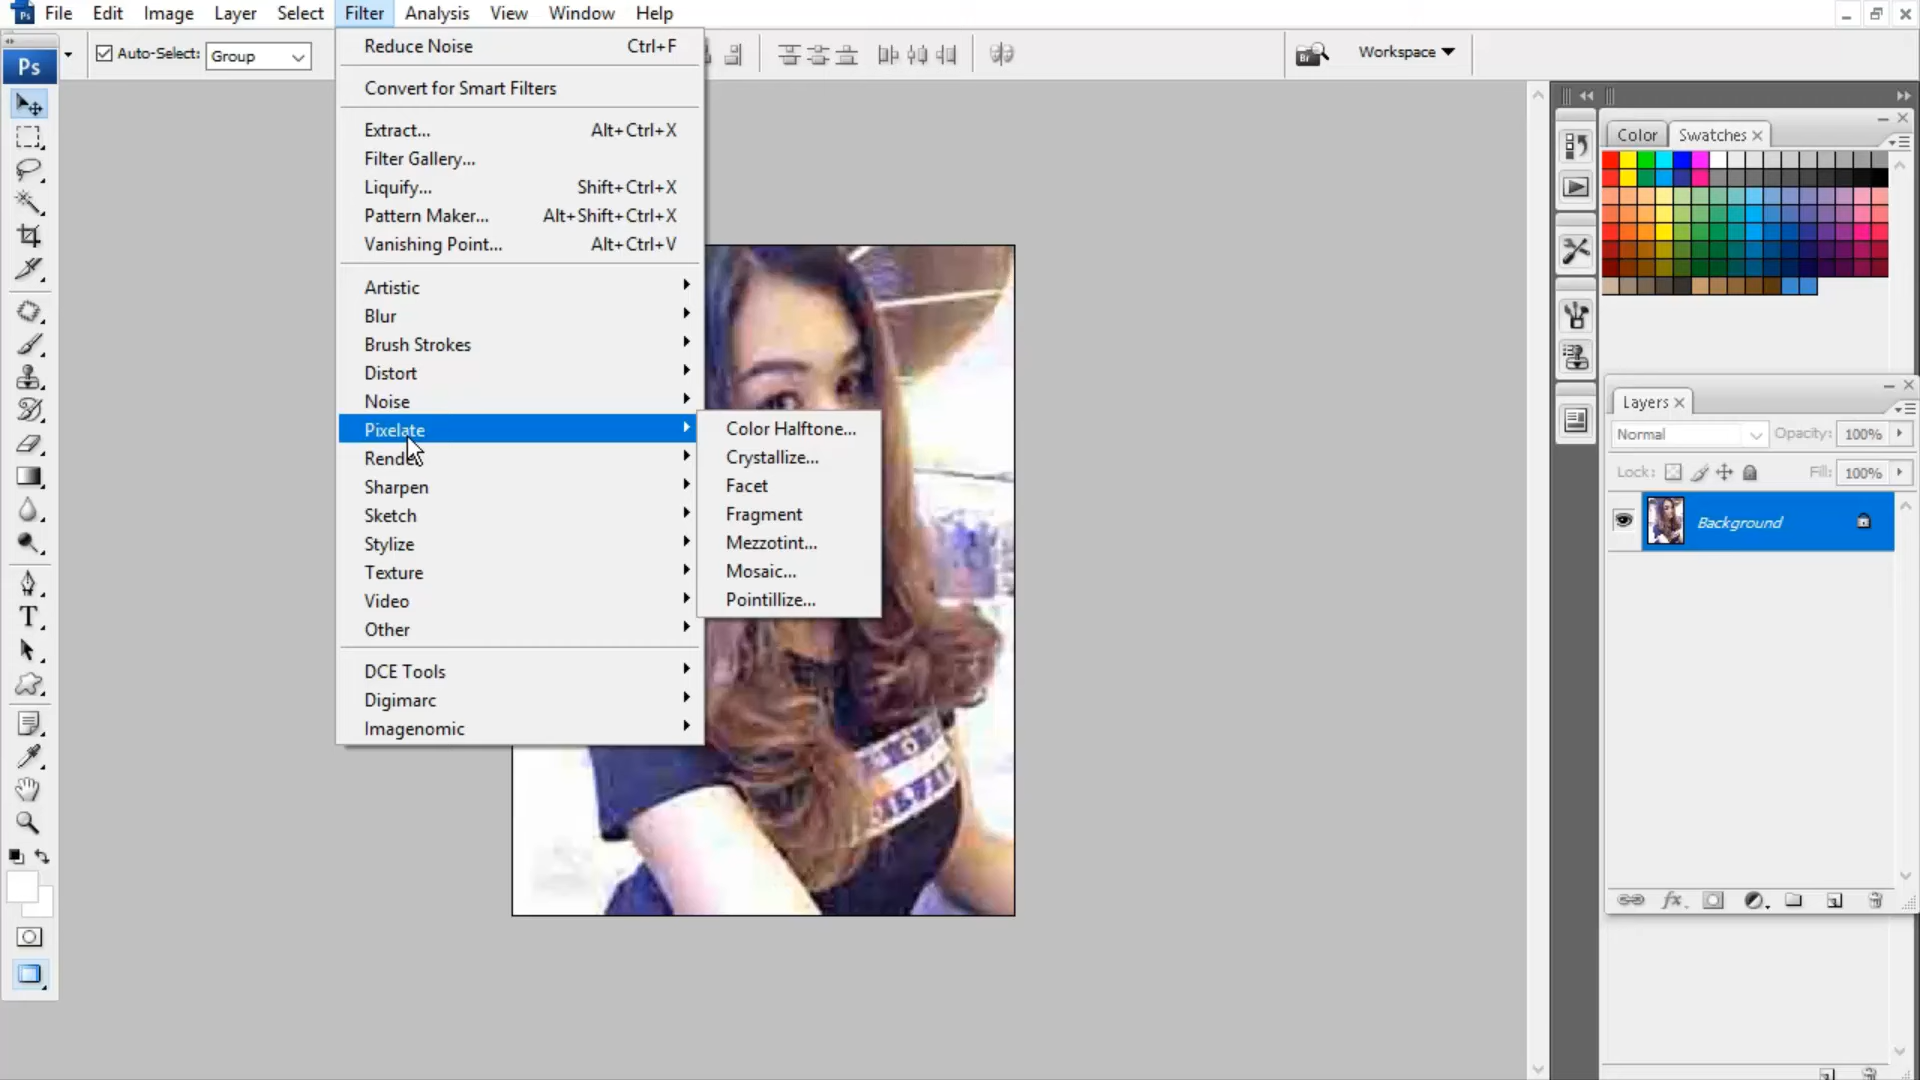 Ps File Edit Image Layer Select Filter Analysis View Window Help
Auto-Select: Group
Br Workspace
Ps
Reduce Noise Ctrl+F
Convert for Smart Filters
Extract... Alt+Ctrl+X
Filter Gallery...
Liquify... Shift+Ctrl+X
Pattern Maker... Alt+Shift+Ctrl+X
Vanishing Point... Alt+Ctrl+V
Artistic
Blur
Brush Strokes
Distort
Noise
Pixelate
Render
Sharpen
Sketch
Stylize
Texture
Video
Other
DCE Tools
Digimarc
Imagenomic
Color Halftone...
Crystallize...
Facet
Fragment
Mezzotint...
Mosaic...
Pointillize...
Color Swatches
Layers
Normal Opacity: 100%
Lock: Fill: 100%
Background